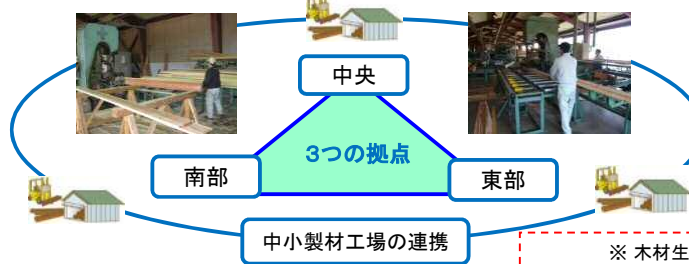 中央
3つの拠点
南部
東部
中小製材工場の連携
※ 木材生